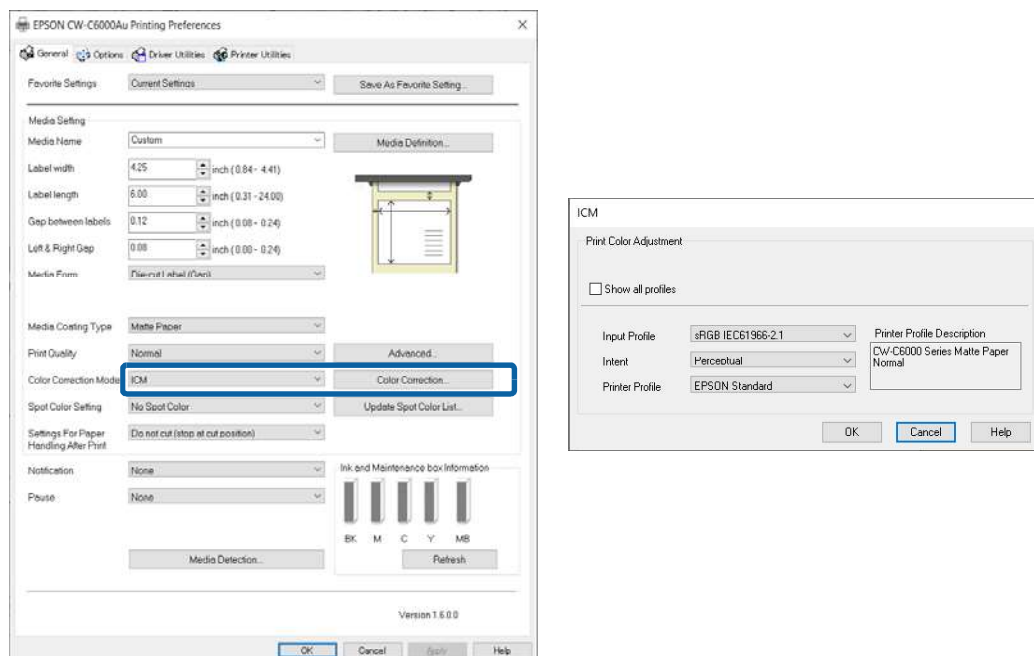 EPSON CW-C6000Au Printing Preferences
General Options Driver Utilities Printer Utilities
Favorite Settings Current Settings Save As Favorite Setting...
Media Setting
Media Name Custom Media Definition...
Label width 4.25 inch ( 0.84 - 4.41)
Label length 6.00 inch ( 0.31 - 24.00)
Gap between labels 0.12 inch ( 0.08 - 0.24)
Left & Right Gap 0.08 inch ( 0.00 - 0.24)
Media Form Die-cut Label (Gap)
Media Coating Type Matte Paper
Print Quality Normal Advanced...
Color Correction Mode ICM Color Correction...
Spot Color Setting No Spot Color Update Spot Color List...
Settings For Paper Handling After Print Do not cut (stop at cut position)
Notification None
Pause None
Ink and Maintenance box Information
BK M C Y MB
Media Detection... Refresh
Version 1.6.0.0
OK Cancel Apply Help
ICM
Print Color Adjustment
Show all profiles
Input Profile sRGB IEC61966-2.1
Intent Perceptual
Printer Profile EPSON Standard
Printer Profile Description
CW-C6000 Series Matte Paper
Normal
OK Cancel Help